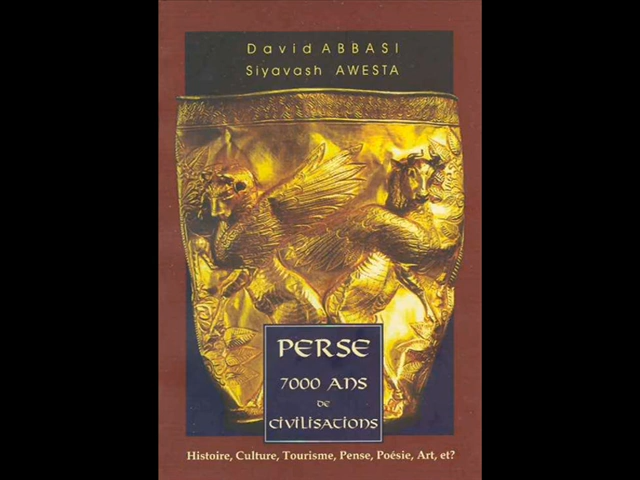 David ABBASI
Siyavash AWESTA
PERSE
7000 ANS
DE
CIVILISATIONS
Histoire, Culture, Tourisme, Pense, Poésie, Art, et?